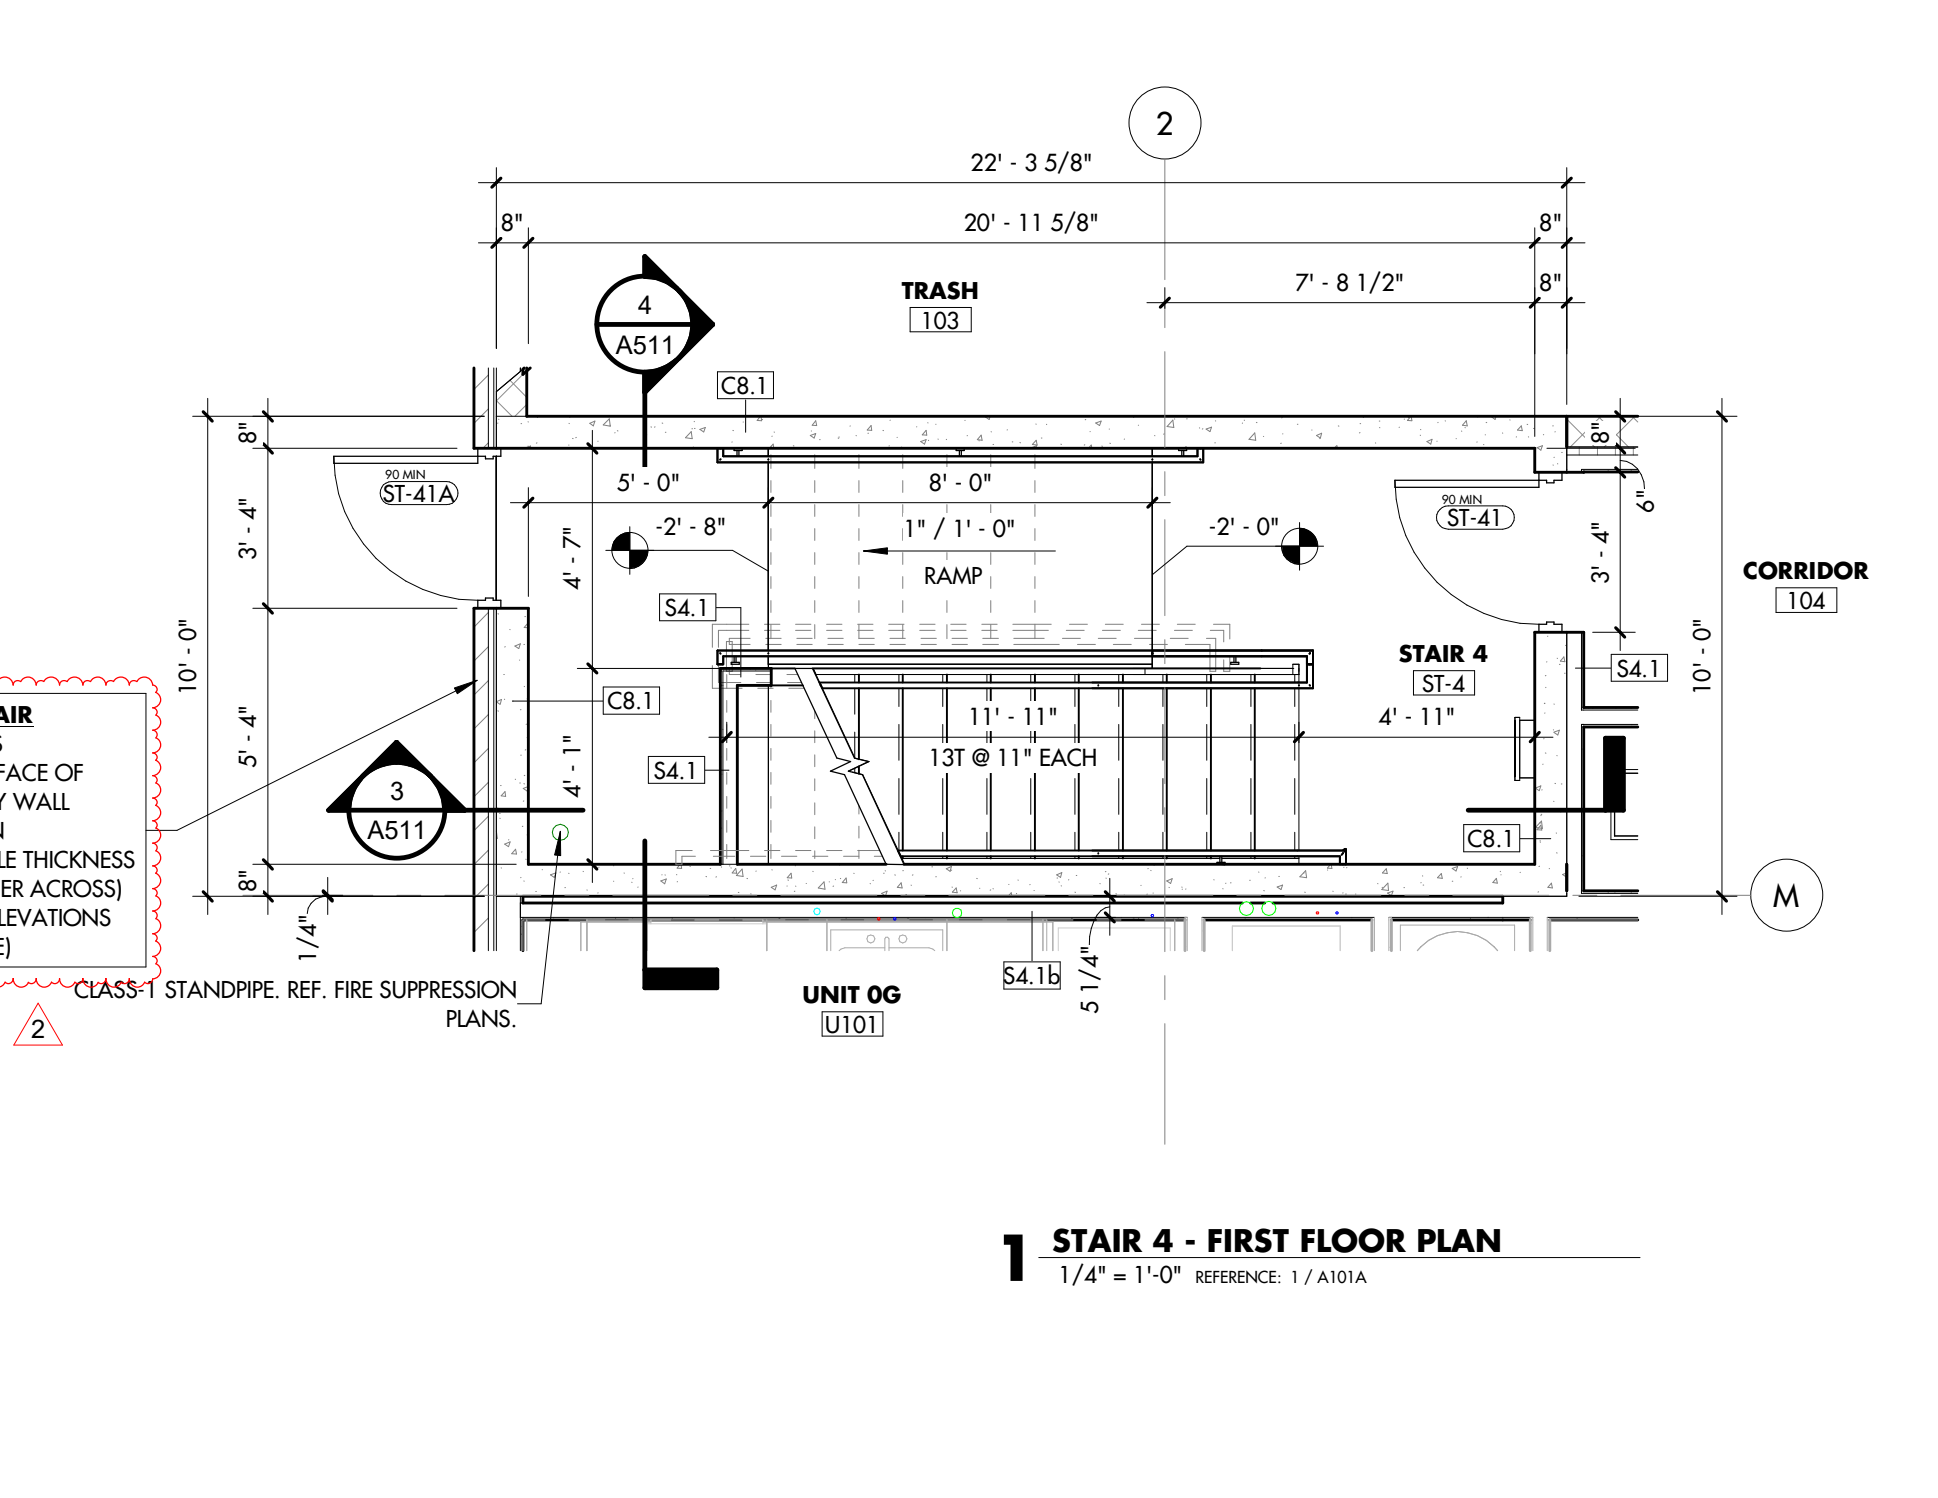 2
22' - 3 5/8"
8"
20' - 11 5/8"
8"
7' - 8 1/2"
8"
TRASH
103
4
A511
C8.1
8"
8"
90 MIN
ST-41A
5' - 0"
8' - 0"
90 MIN
ST-41
6"
3' - 4"
4' - 7"
-2' - 8"
1" / 1' - 0"
-2' - 0"
3' - 4"
RAMP
CORRIDOR
104
S4.1
10' - 0"
STAIR 4
ST-4
S4.1
10' - 0"
C8.1
AIR
S
FACE OF
Y WALL
N
LE THICKNESS
ER ACROSS)
LEVATIONS
E)
5' - 4"
11' - 11"
4' - 11"
13T @ 11" EACH
S4.1
4' - 1"
3
A511
C8.1
8"
M
1/4"
S4.1b
5 1/4"
CLASS-1 STANDPIPE. REF. FIRE SUPPRESSION
PLANS.
UNIT 0G
U101
2
1
STAIR 4 - FIRST FLOOR PLAN
1/4" = 1'-0" REFERENCE: 1 / A101A